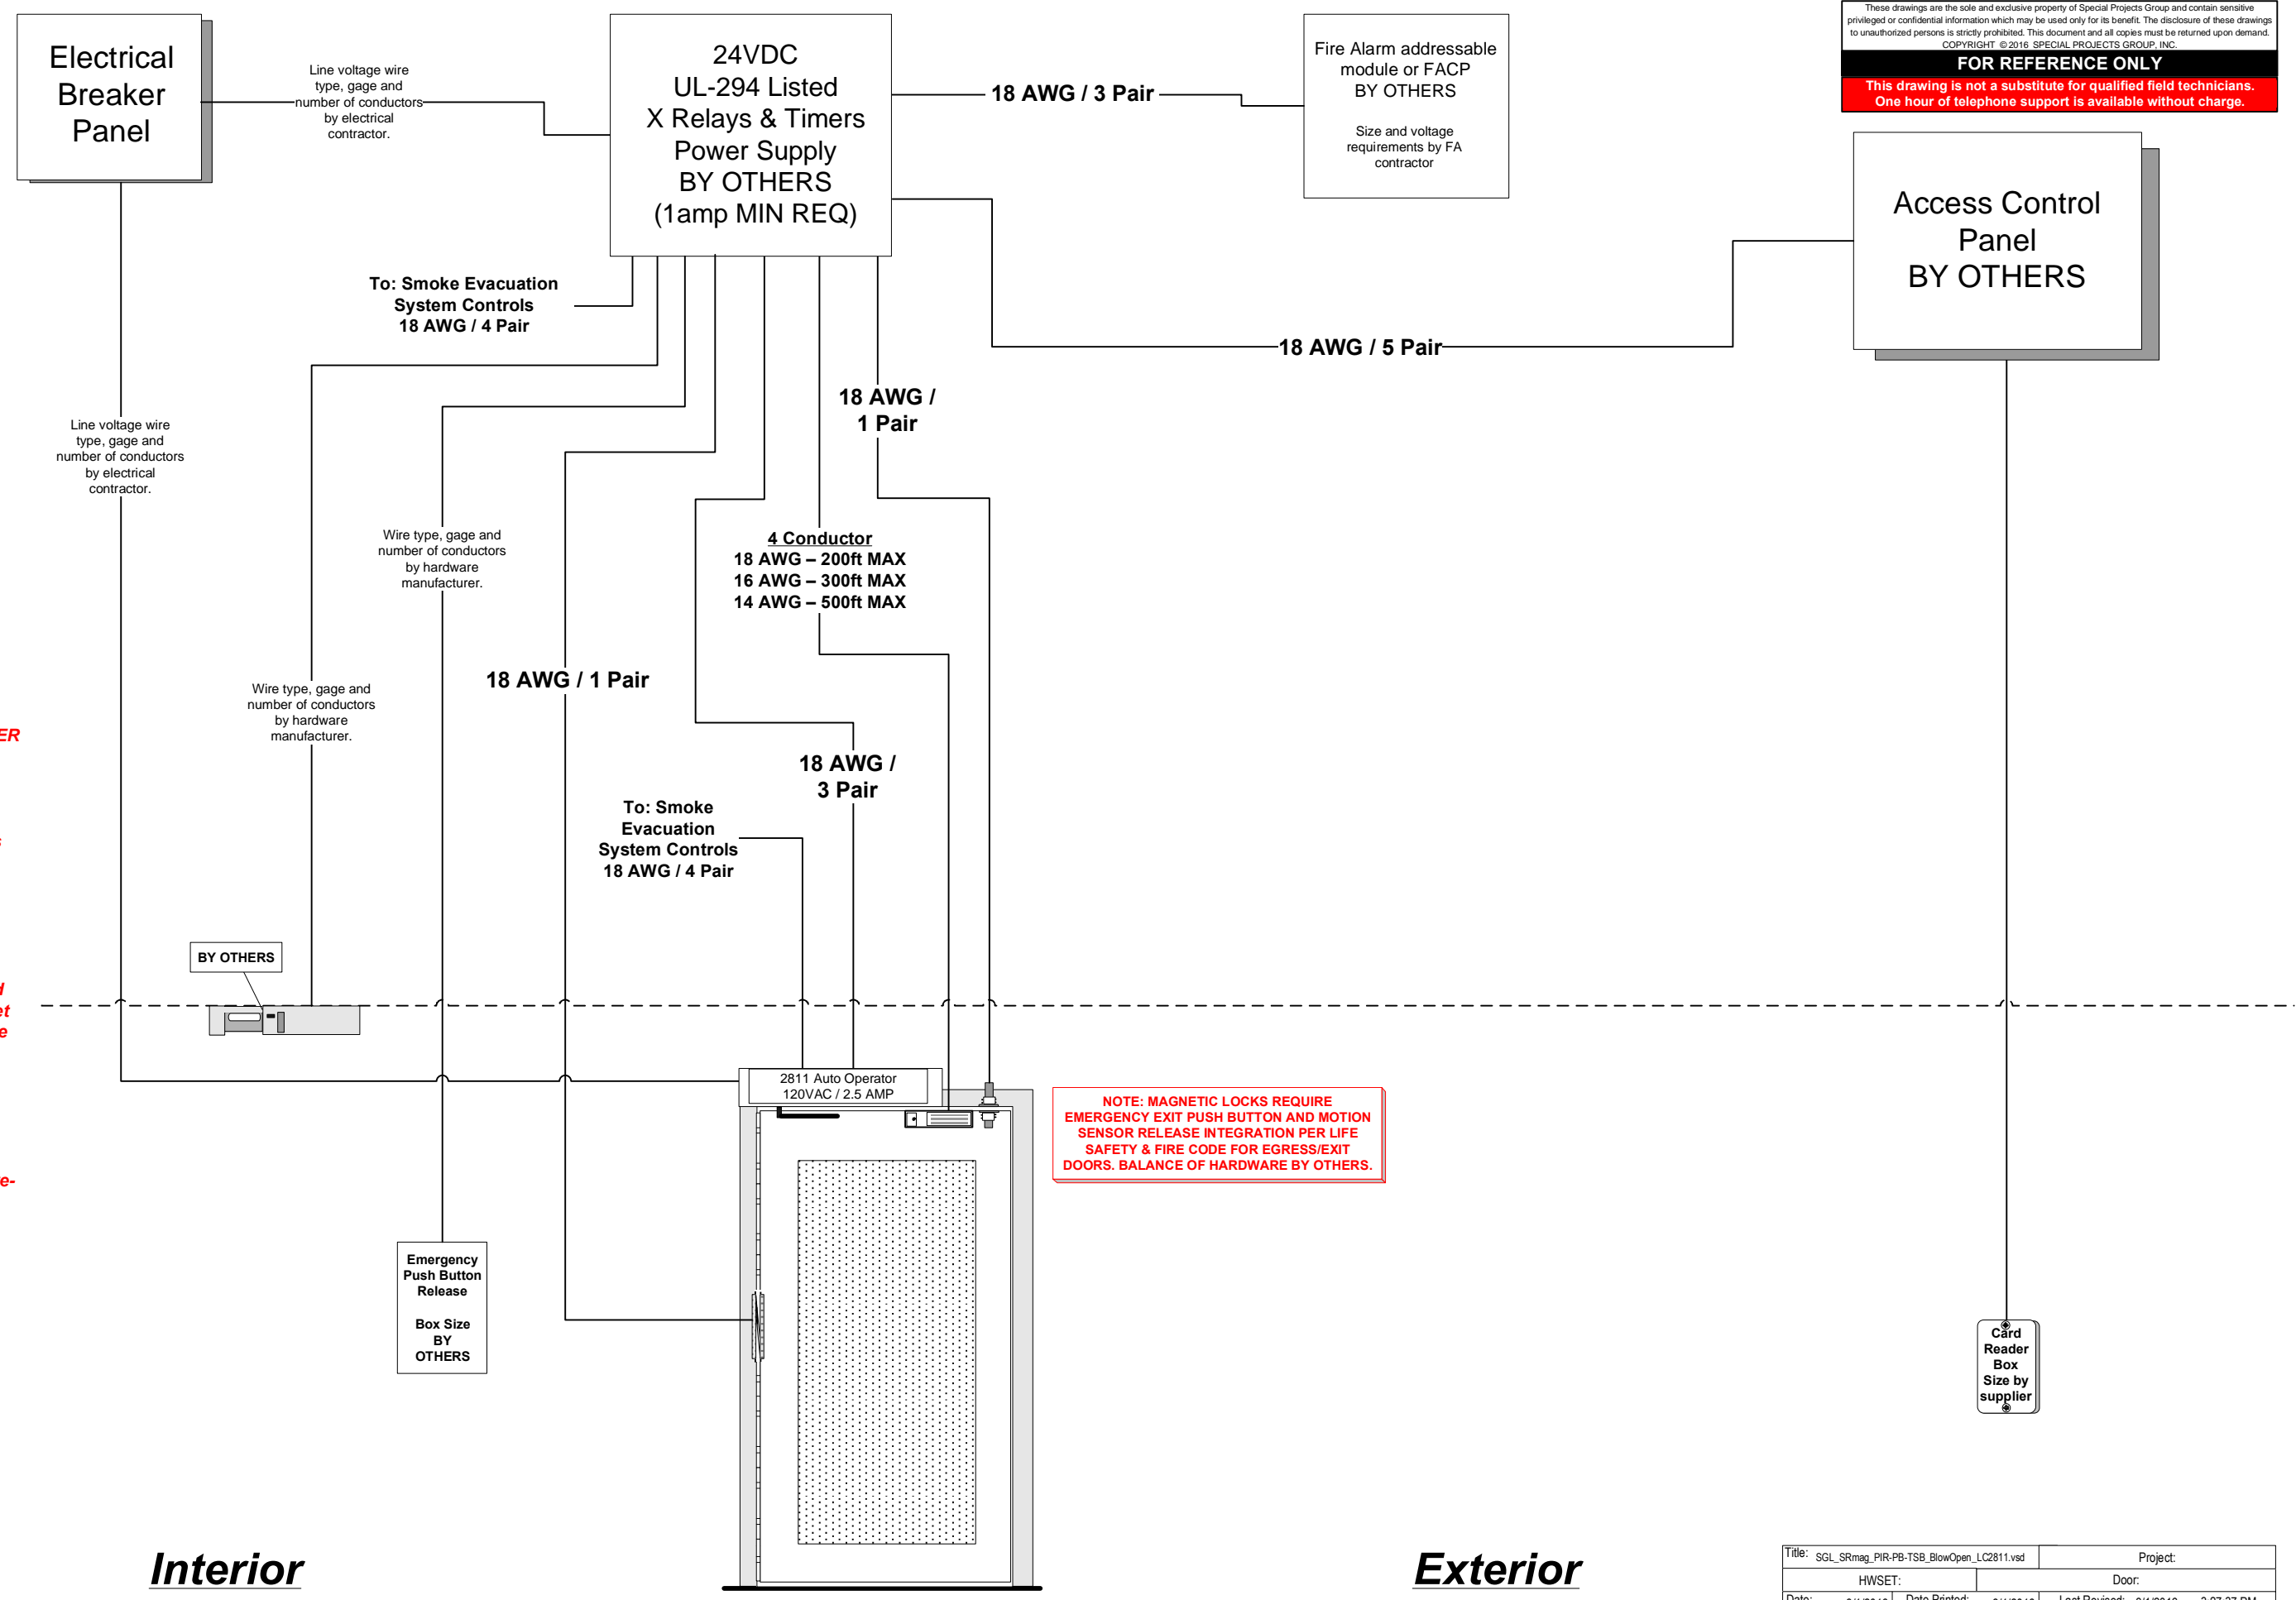 Electrical
Breaker
Panel
Line voltage wire
type, gage and
number of conductors
by electrical
contractor.
24VDC
UL-294 Listed
X Relays & Timers
Power Supply
BY OTHERS
(1amp MIN REQ)
18 AWG / 3 Pair
Fire Alarm addressable
module or FACP
BY OTHERS
Size and voltage
requirements by FA
contractor
These drawings are the sole and exclusive property of Special Projects Group and contain sensitive
privileged or confidential information which may be used only for its benefit. The disclosure of these drawings
to unauthorized persons is strictly prohibited. This document and all copies must be returned upon demand.
COPYRIGHT © 2016 SPECIAL PROJECTS GROUP, INC.
FOR REFERENCE ONLY
This drawing is not a substitute for qualified field technicians.
One hour of telephone support is available without charge.
Access Control
Panel
BY OTHERS
To: Smoke Evacuation
System Controls
18 AWG / 4 Pair
18 AWG / 5 Pair
18 AWG /
1 Pair
Line voltage wire
type, gage and
number of conductors
by electrical
contractor.
Wire type, gage and
number of conductors
by hardware
manufacturer.
4 Conductor
18 AWG – 200ft MAX
16 AWG – 300ft MAX
14 AWG – 500ft MAX
18 AWG / 1 Pair
Wire type, gage and
number of conductors
by hardware
manufacturer.
18 AWG /
3 Pair
To: Smoke
Evacuation
System Controls
18 AWG / 4 Pair
BY OTHERS
2811 Auto Operator
120VAC / 2.5 AMP
NOTE: MAGNETIC LOCKS REQUIRE
EMERGENCY EXIT PUSH BUTTON AND MOTION
SENSOR RELEASE INTEGRATION PER LIFE
SAFETY & FIRE CODE FOR EGRESS/EXIT
DOORS. BALANCE OF HARDWARE BY OTHERS.
Emergency
Push Button
Release
Box Size
BY
OTHERS
Card
Reader
Box
Size by
supplier
Interior
Exterior
Title: SGL_SRmag_PIR-PB-TSB_BlowOpen_LC2811.vsd
Project:
HWSET:
Door:
Date:
Date Printed:
Last Revised: